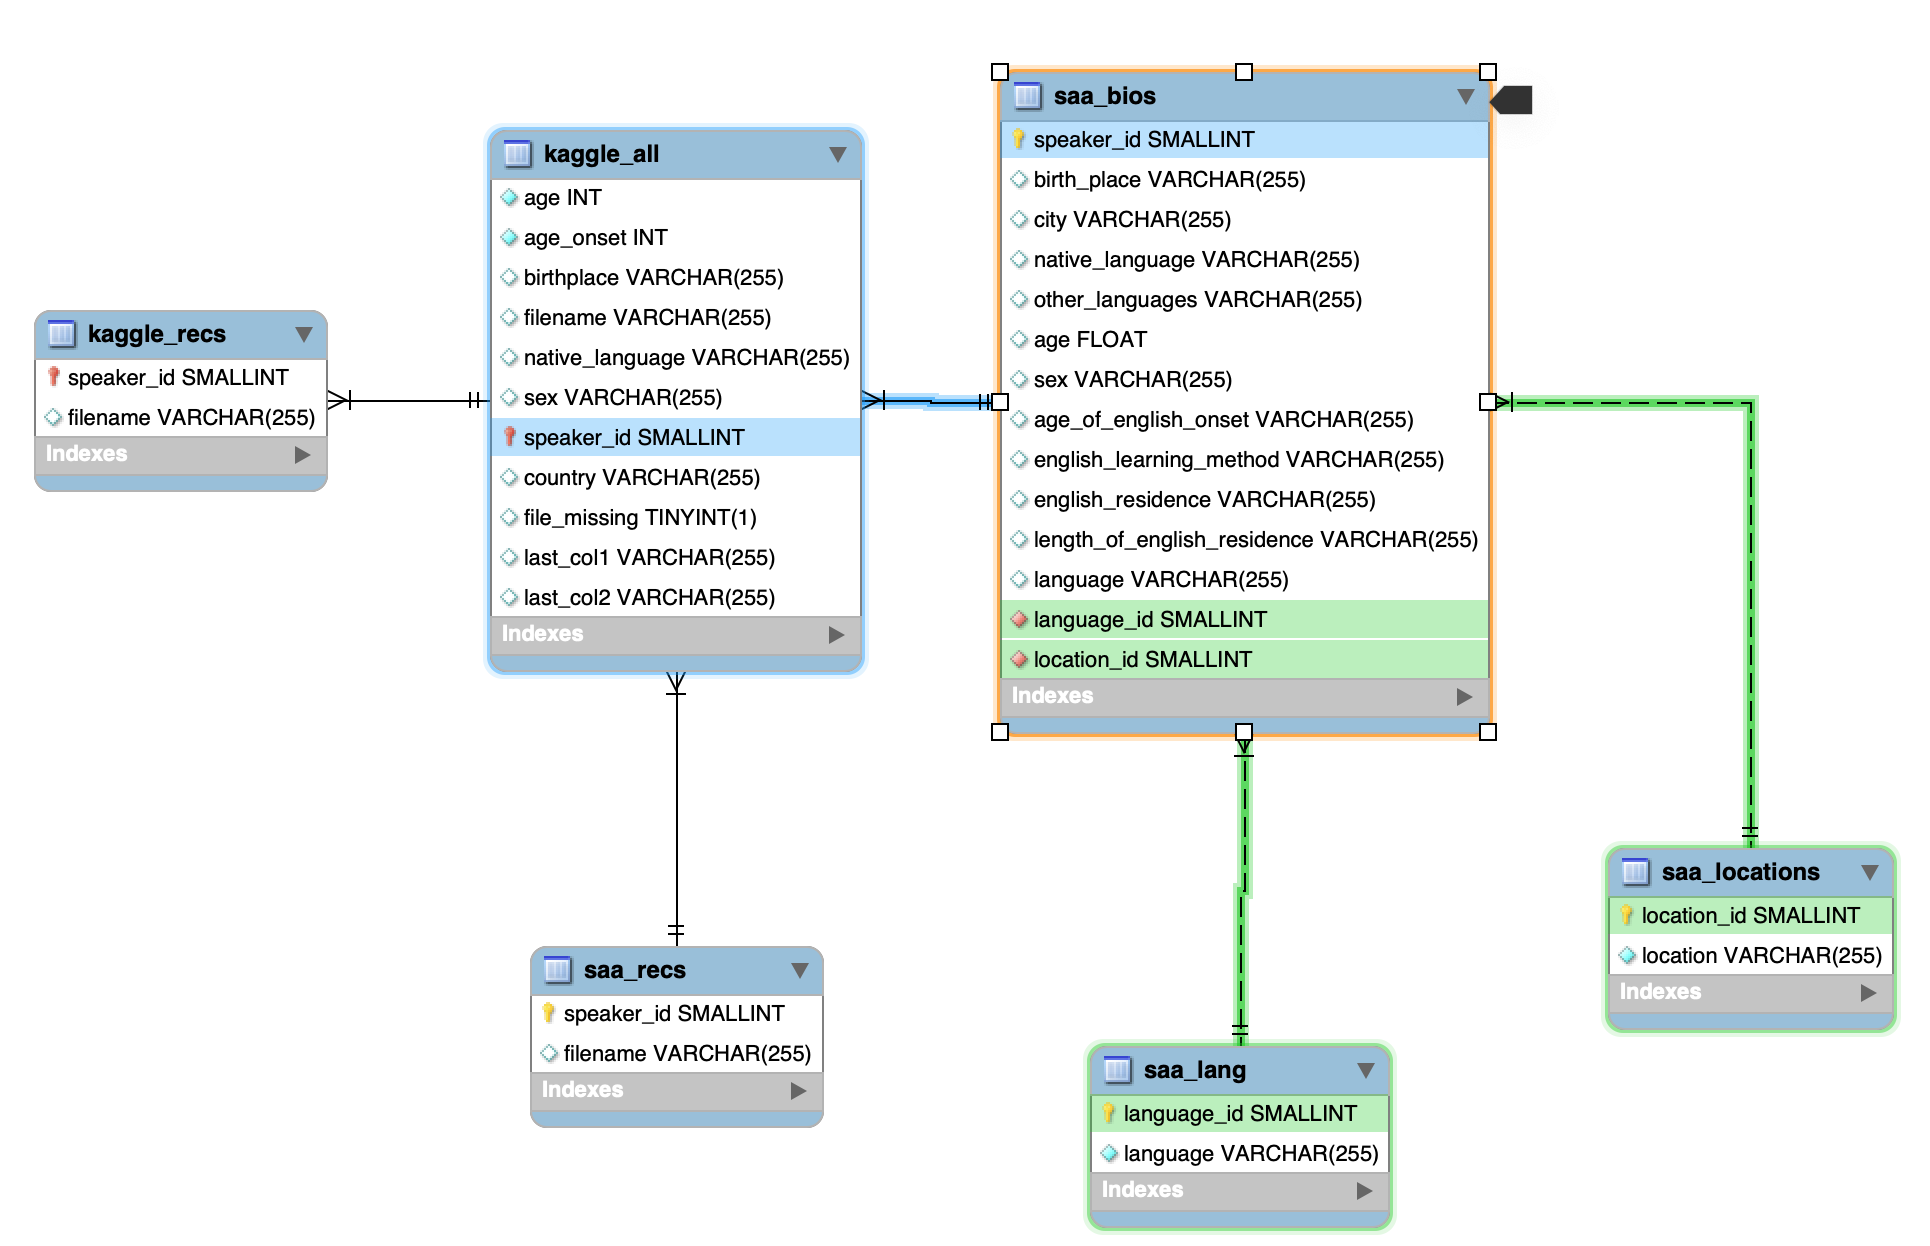 kaggle_recs
speaker_id SMALLINT
filename VARCHAR(255)
Indexes
kaggle_all
age INT
age_onset INT
birthplace VARCHAR(255)
filename VARCHAR(255)
native_language VARCHAR(255)
sex VARCHAR(255)
speaker_id SMALLINT
country VARCHAR(255)
file_missing TINYINT(1)
last_col1 VARCHAR(255)
last_col2 VARCHAR(255)
Indexes
saa_bios
speaker_id SMALLINT
birth_place VARCHAR(255)
city VARCHAR(255)
native_language VARCHAR(255)
other_languages VARCHAR(255)
age FLOAT
sex VARCHAR(255)
age_of_english_onset VARCHAR(255)
english_learning_method VARCHAR(255)
english_residence VARCHAR(255)
length_of_english_residence VARCHAR(255)
language VARCHAR(255)
language_id SMALLINT
location_id SMALLINT
Indexes
saa_recs
speaker_id SMALLINT
filename VARCHAR(255)
Indexes
saa_lang
language_id SMALLINT
language VARCHAR(255)
Indexes
saa_locations
location_id SMALLINT
location VARCHAR(255)
Indexes